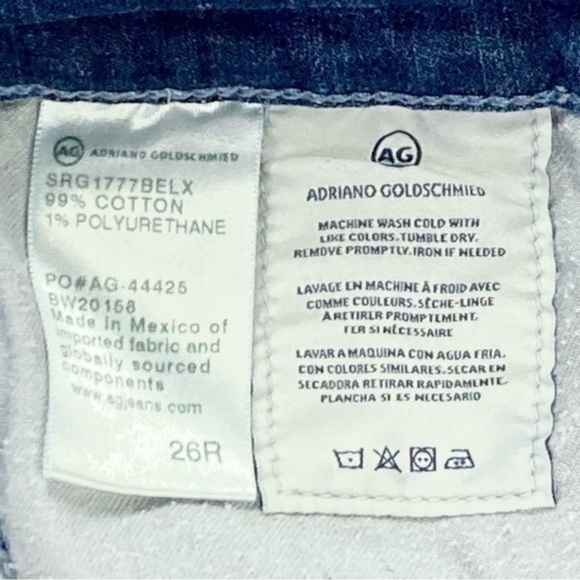 AG ADRIANO GOLDSCHMIED
SRG1777BELX
99% COTTON
1% POLYURETHANE
PO#AG-44425
BW20158
Made in Mexico of
imported fabric and
globally sourced
components
www.agjeans.com
26R
AG
ADRIANO GOLDSCHMIED
MACHINE WASH COLD WITH
LIKE COLORS.TUMBLE DRY.
REMOVE PROMPTLY.IRON IF NEEDED
LAVAGE EN MACHINE À FROID AVEC
COMME COULEURS.SÈCHE-LINGE
À RETIRER PROMPTEMENT.
FER SI NÉCESSAIRE
LAVAR A MAQUINA CON AGUA FRIA.
CON COLORES SIMILARES.SECAR EN
SECADORA RETIRAR RAPIDAMENTE.
PLANCHA SI ES NECESARIO